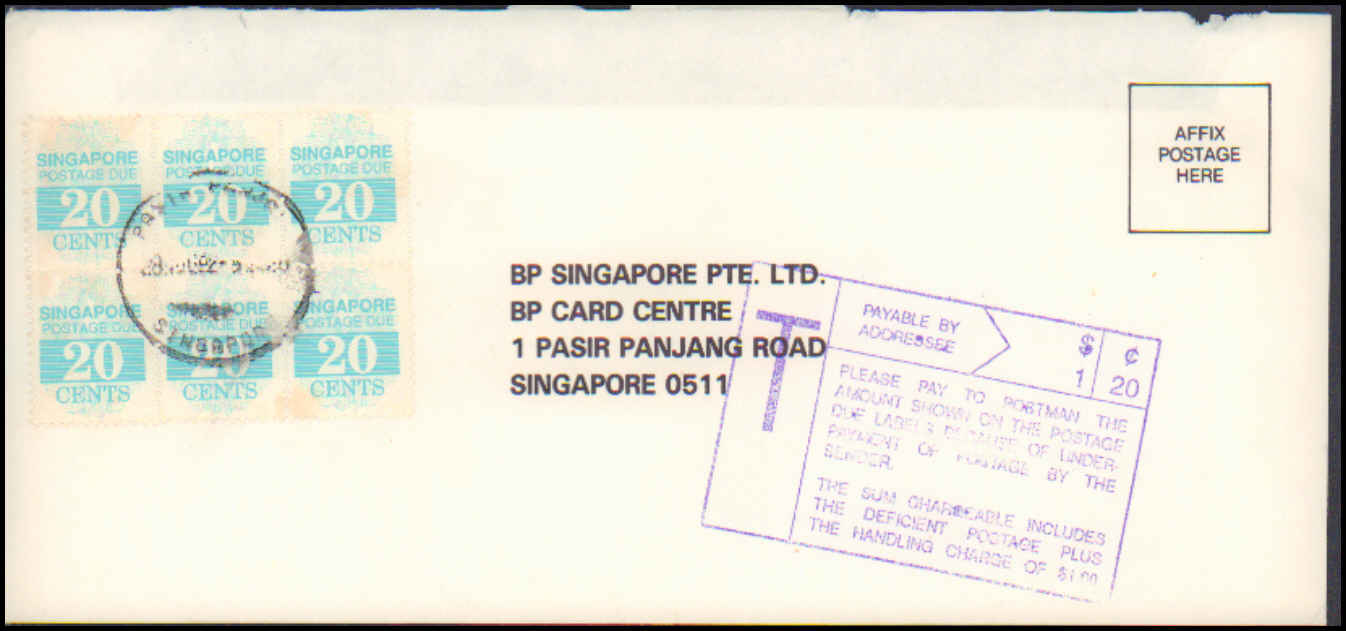 AFFIX
POSTAGE
HERE
SINGAPORE
POSTAGE DUE
20
CENTS
SINGAPORE
POSTAGE DUE
20
CENTS
SINGAPORE
POSTAGE DUE
20
CENTS
SINGAPORE
POSTAGE DUE
20
CENTS
SINGAPORE
POSTAGE DUE
20
CENTS
SINGAPORE
POSTAGE DUE
20
CENTS
PASIR PANJANG
SINGAPORE
BP SINGAPORE PTE. LTD.
BP CARD CENTRE
1 PASIR PANJANG ROAD
SINGAPORE 0511
T
PAYABLE BY
ADDRESSEE
$ ¢
1 20
PLEASE PAY TO POSTMAN THE
AMOUNT SHOWN ON THE POSTAGE
DUE LABELS BECAUSE OF UNDER-
PAYMENT OF POSTAGE BY THE
SENDER.
THE SUM CHARGEABLE INCLUDES
THE DEFICIENT POSTAGE PLUS
THE HANDLING CHARGE OF $1.00